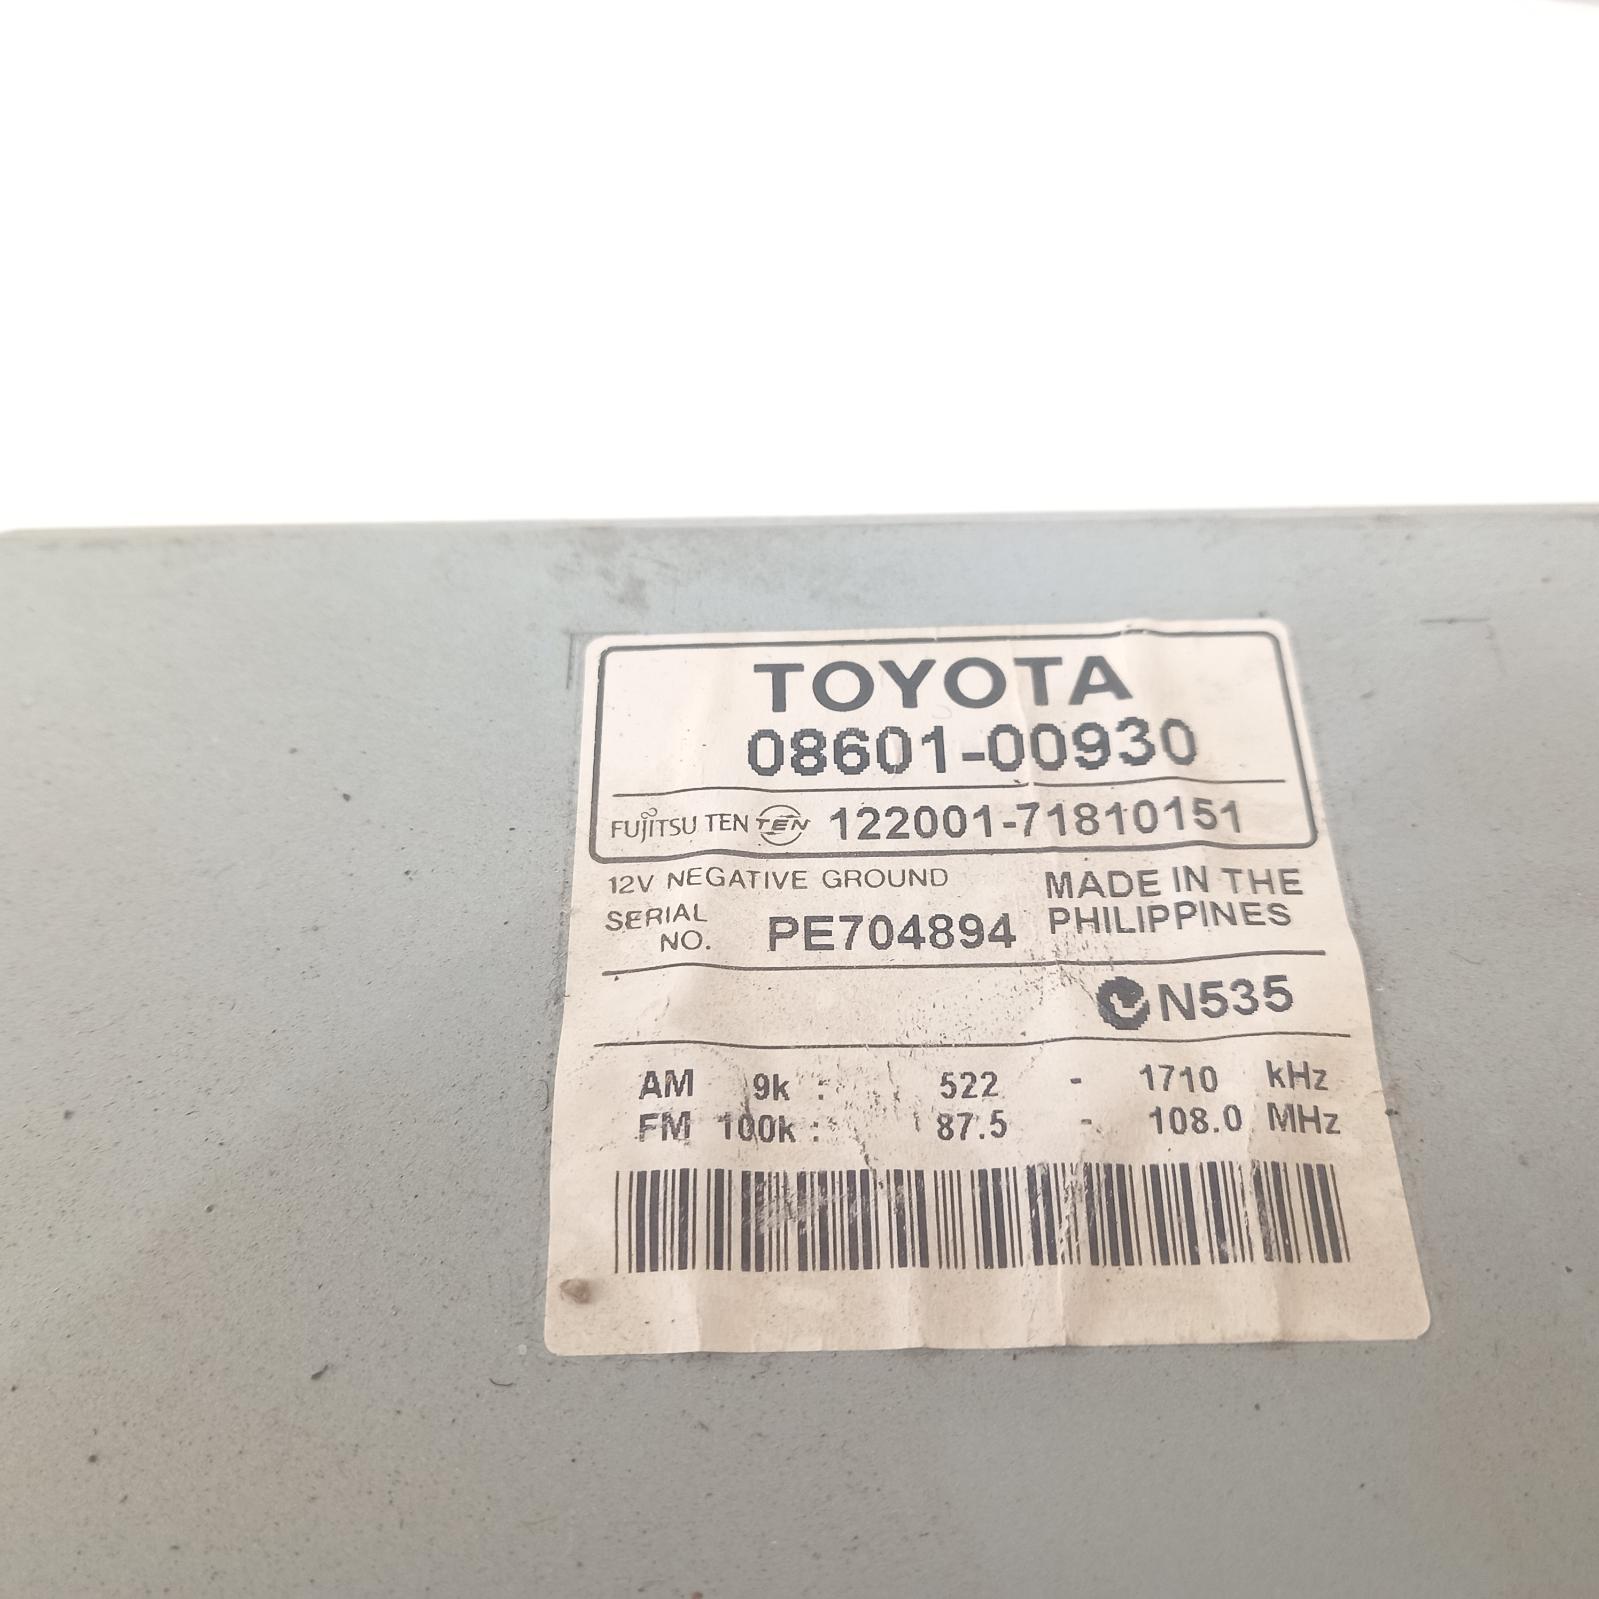 TOYOTA
08601-00930
FUJITSU TEN TEN 122001-71810151
12V NEGATIVE GROUND
SERIAL NO. PE704894
MADE IN THE PHILIPPINES
N535
AM 9k : 522 - 1710 kHz
FM 100k : 87.5 - 108.0 MHz